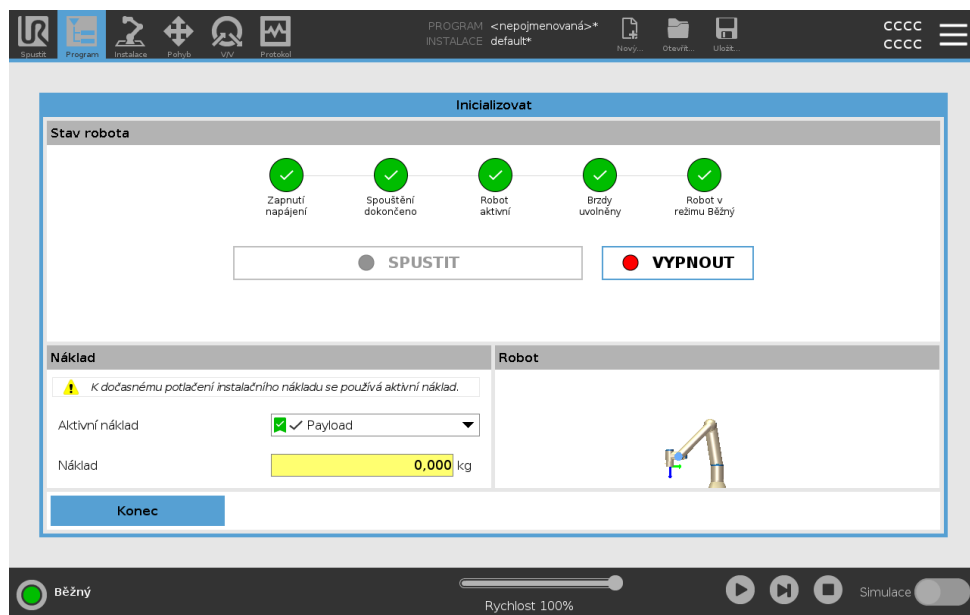 PROGRAM <nepojmenovaná>*
INSTALACE default*
cccc
cccc
Spustit Program Instalace Pohyb V/V Protokol Nový... Otevřít... Uložit...
Inicializovat
Stav robota
Zapnutí napájení
Spouštění dokončeno
Robot aktivní
Brzdy uvolněny
Robot v režimu Běžný
SPUSTIT
VYPNOUT
Náklad
Robot
K dočasnému potlačení instalačního nákladu se používá aktivní náklad.
Aktivní náklad Payload
Náklad 0,000 kg
Konec
Běžný
Rychlost 100%
Simulace